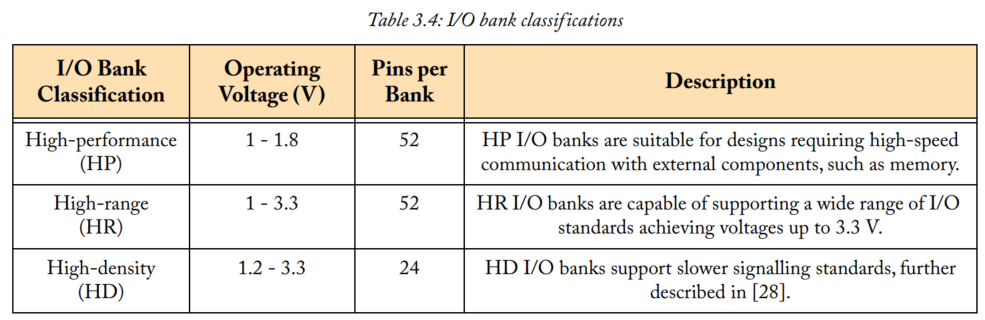 Table 3.4: I/O bank classifications
I/O Bank Classification
Operating Voltage (V)
Pins per Bank
Description
High-performance (HP)
1 - 1.8
52
HP I/O banks are suitable for designs requiring high-speed
communication with external components, such as memory.
High-range (HR)
1 - 3.3
52
HR I/O banks are capable of supporting a wide range of I/O
standards achieving voltages up to 3.3 V.
High-density (HD)
1.2 - 3.3
24
HD I/O banks support slower signalling standards, further
described in [28].